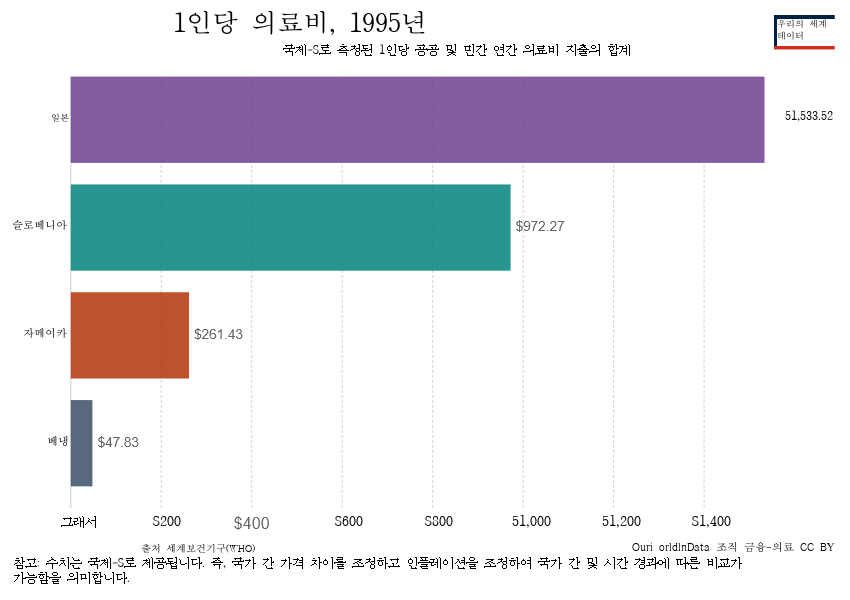 1인당 의료비, 1995년
우리의 세계
데이터
국제-S로 측정된 1인당 공공 및 민간 연간 의료비 지출의 합계
일본
51,533.52
슬로베니아
$972.27
자메이카
$261.43
베냉
$47.83
그래서 S200 $400 S600 S800 51,000 51,200 S1,400
출처 세계보건기구(WHO)
Ouri orldInData 조직 금융-의료 CC BY
참고: 수치는 국제-S로 제공됩니다. 즉, 국가 간 가격 차이를 조정하고 인플레이션을 조정하여 국가 간 및 시간 경과에 따른 비교가
가능함을 의미합니다.